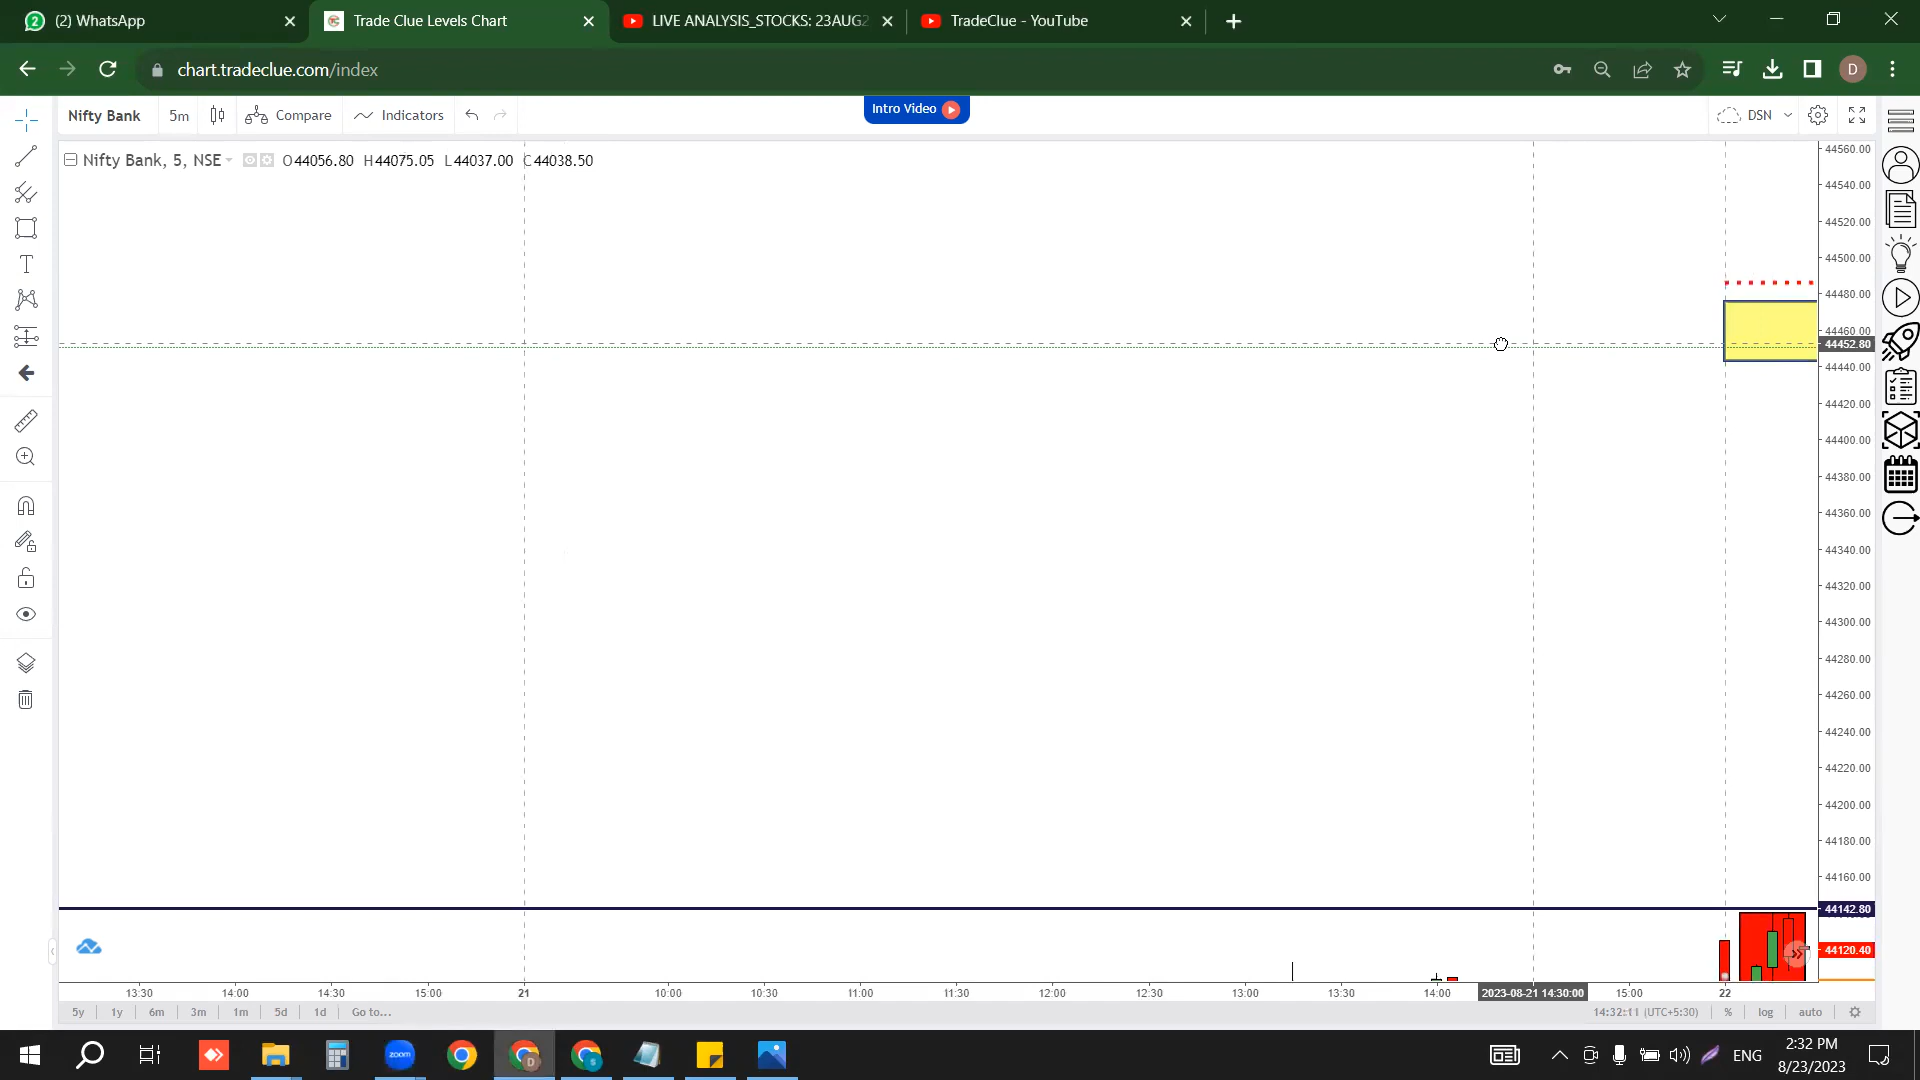 (2) WhatsApp
Trade Clue Levels Chart
LIVE ANALYSIS_STOCKS: 23AUG2
TradeClue - YouTube
chart.tradeclue.com/index
D
Nifty Bank
5m
Compare
Indicators
Intro Video
DSN
Nifty Bank, 5, NSE
O44056.80 H44075.05 L44037.00 C44038.50
44560.00
44540.00
44520.00
44500.00
44480.00
44460.00
44452.80
44440.00
44420.00
44400.00
44380.00
44360.00
44340.00
44320.00
44300.00
44280.00
44260.00
44240.00
44220.00
44200.00
44180.00
44160.00
44142.80
44120.40
13:30 14:00 14:30 15:00 21 10:00 10:30 11:00 11:30 12:00 12:30 13:00 13:30 14:00 2023-08-21 14:30:00 15:00 22
5y 1y 6m 3m 1m 5d 1d Go to... 14:32:11 (UTC+5:30) % log auto
zoom
ENG
2:32 PM
8/23/2023